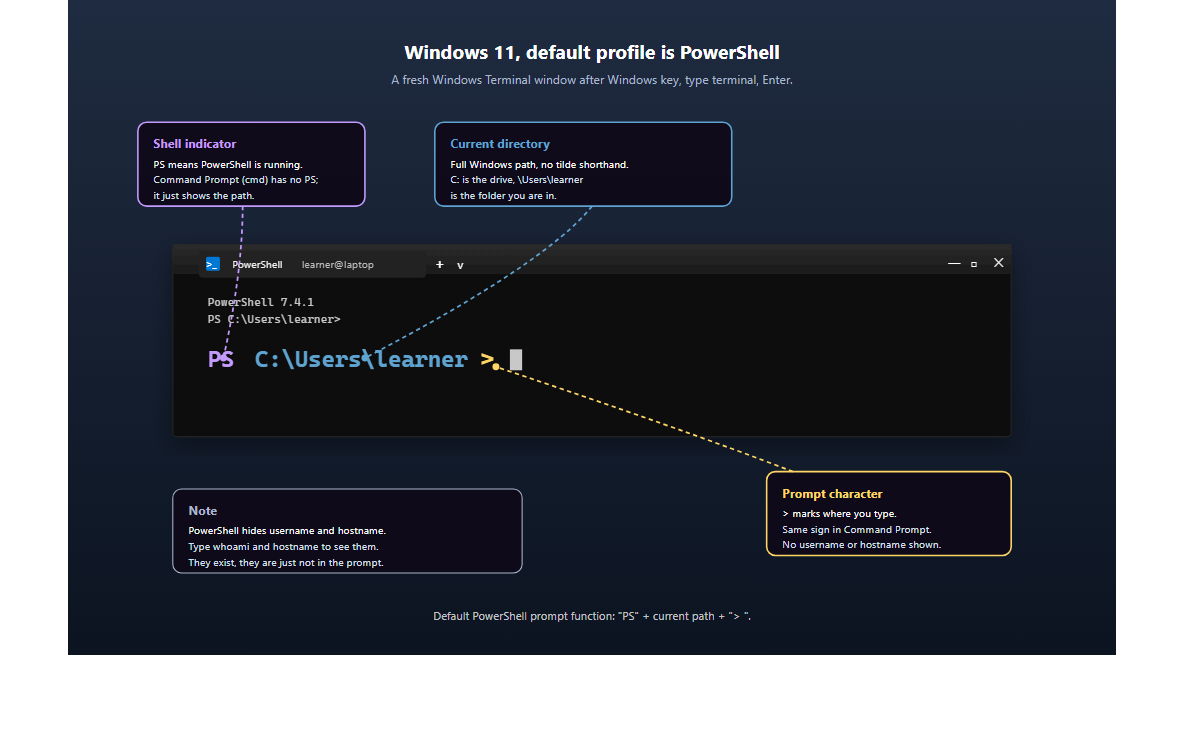 Windows 11, default profile is PowerShell
A fresh Windows Terminal window after Windows key, type terminal, Enter.
Shell indicator
PS means PowerShell is running.
Command Prompt (cmd) has no PS;
it just shows the path.
Current directory
Full Windows path, no tilde shorthand.
C: is the drive, \Users\learner
is the folder you are in.
>_ PowerShell learner@laptop + v
PowerShell 7.4.1
PS C:\Users\learner>
PS C:\Users\learner >
Prompt character
> marks where you type.
Same sign in Command Prompt.
No username or hostname shown.
Note
PowerShell hides username and hostname.
Type whoami and hostname to see them.
They exist, they are just not in the prompt.
Default PowerShell prompt function: "PS" + current path + "> ".